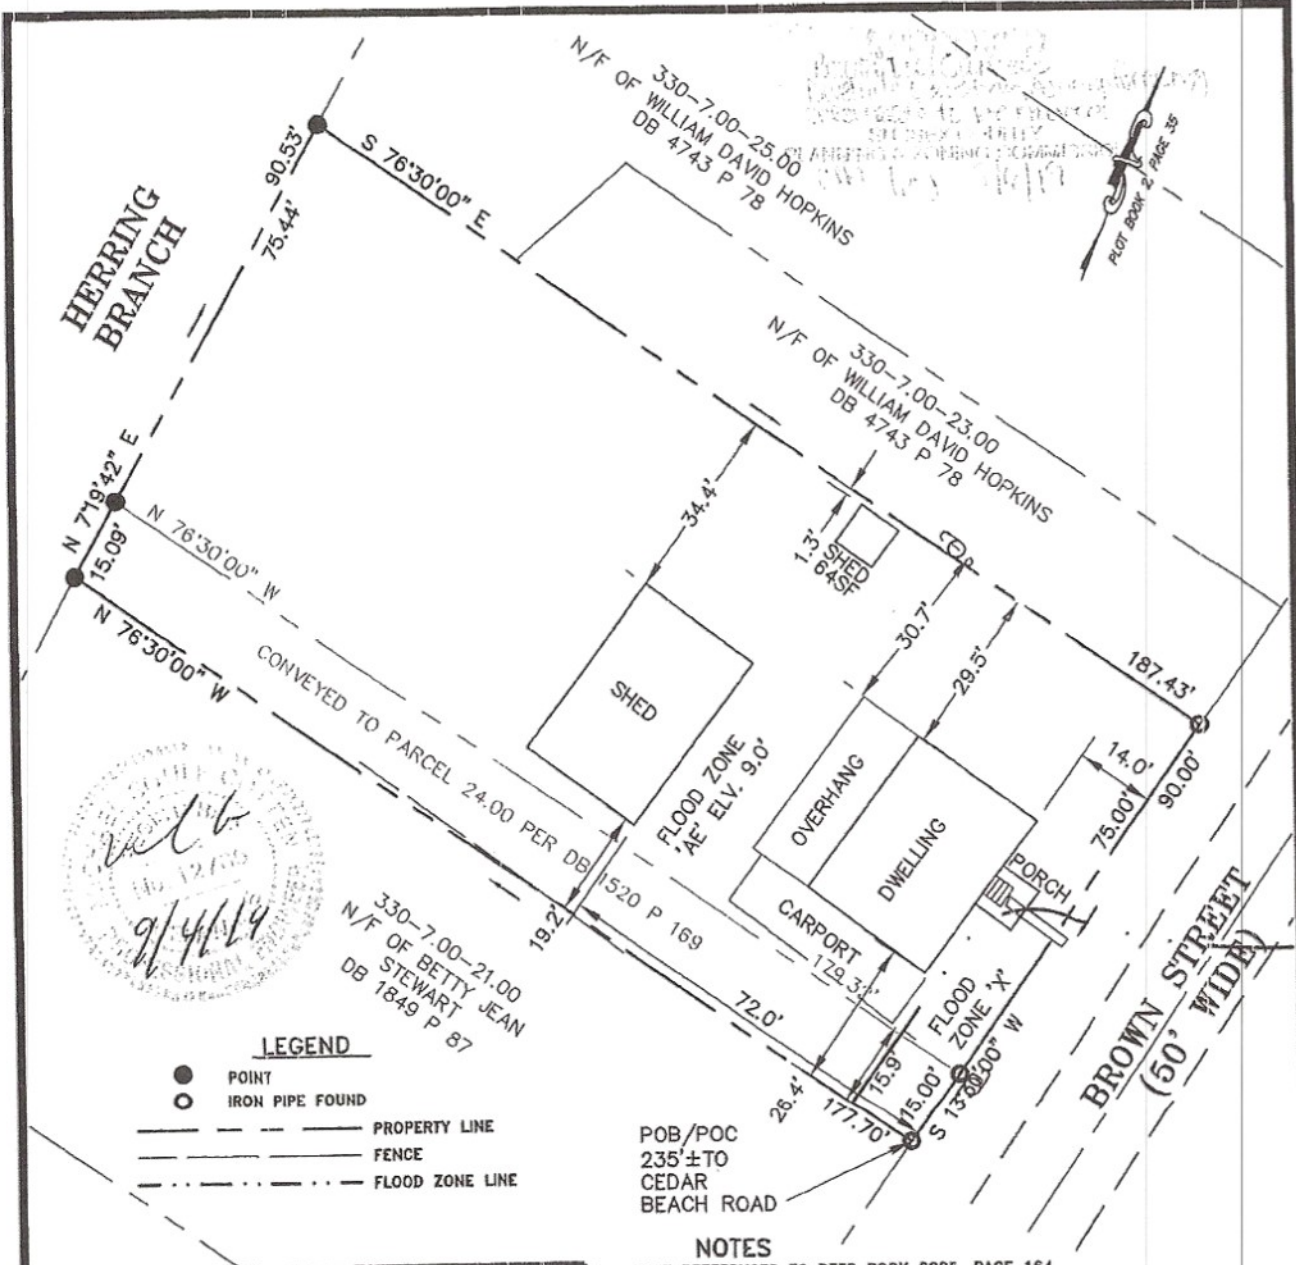 330-7.00-25.00
N/F OF WILLIAM DAVID HOPKINS
DB 4743 P 78
PLOT BOOK 2, PAGE 35
HERRING
BRANCH
90.53'
75.44'
S 76°30'00" E
330-7.00-23.00
N/F OF WILLIAM DAVID HOPKINS
DB 4743 P 78
N 7°19'42" E
15.09'
N 76°30'00" W
N 76°30'00" W
34.4'
1.3'
SHED
64SF
30.7'
29.5'
187.43'
CONVEYED TO PARCEL 24.00 PER DB 1520 P 169
SHED
FLOOD ZONE
'AE' ELV. 9.0'
OVERHANG
DWELLING
CARPORT
PORCH
14.0'
75.00'
90.00'
BROWN STREET
(50' WIDE)
19.2'
179.31'
72.0'
FLOOD
ZONE 'X'
26.4'
15.9'
15.00'
177.70'
S 13°30'00" W
330-7.00-21.00
N/F OF BETTY JEAN
STEWART
DB 1849 P 87
9/4/19
LEGEND
POINT
IRON PIPE FOUND
PROPERTY LINE
FENCE
FLOOD ZONE LINE
POB/POC
235'±TO
CEDAR
BEACH ROAD
NOTES